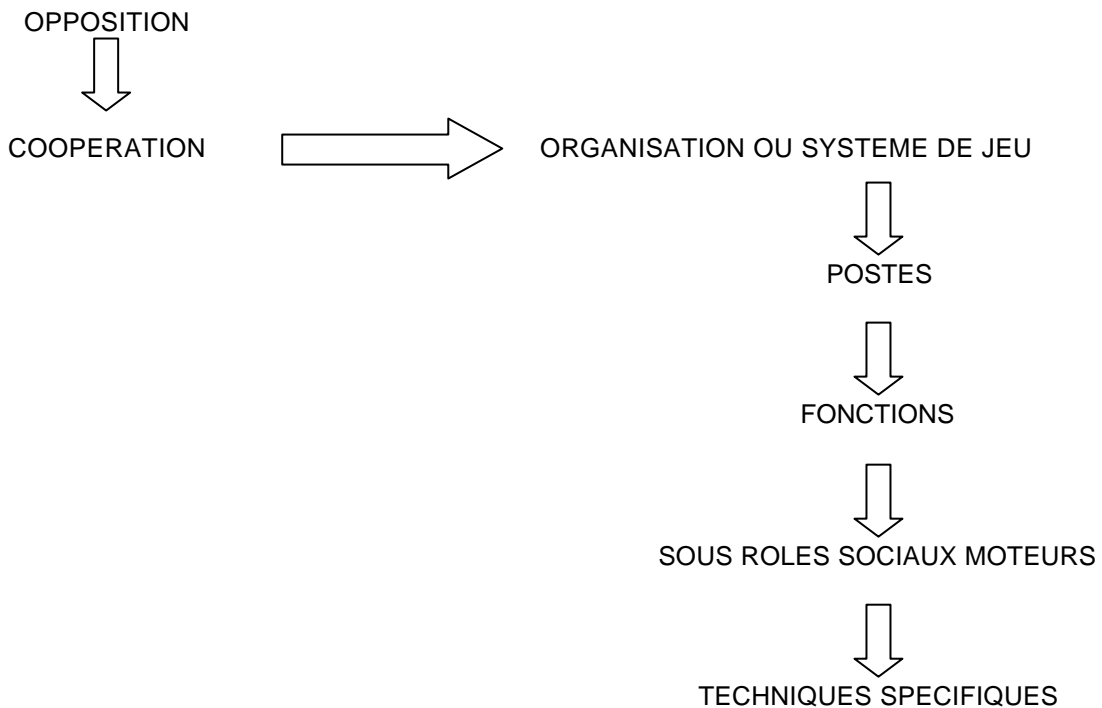 OPPOSITION
COOPERATION
ORGANISATION OU SYSTEME DE JEU
POSTES
FONCTIONS
SOUS ROLES SOCIAUX MOTEURS
TECHNIQUES SPECIFIQUES